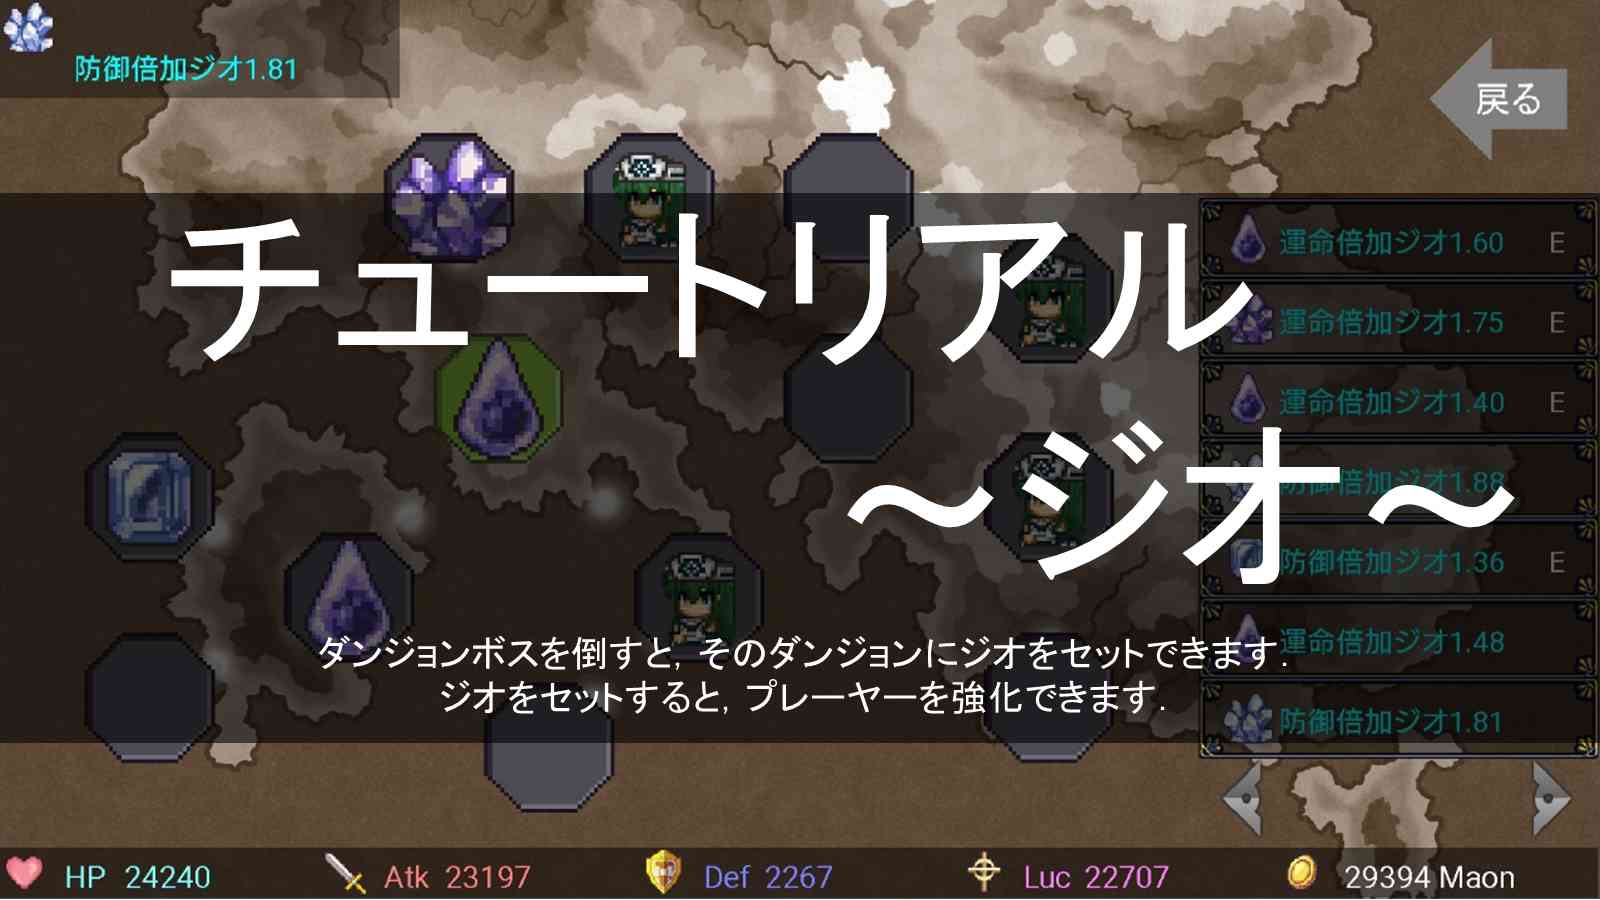 防御倍加ジオ1.81
戻る
チュートリアル
～ジオ～
ダンジョンボスを倒すと, そのダンジョンにジオをセットできます.
ジオをセットすると, プレーヤーを強化できます.
運命倍加ジオ1.60 E
運命倍加ジオ1.75 E
運命倍加ジオ1.40 E
防御倍加ジオ1.88
防御倍加ジオ1.36 E
運命倍加ジオ1.48
防御倍加ジオ1.81
HP 24240 Atk 23197 Def 2267 Luc 22707 29394 Maon